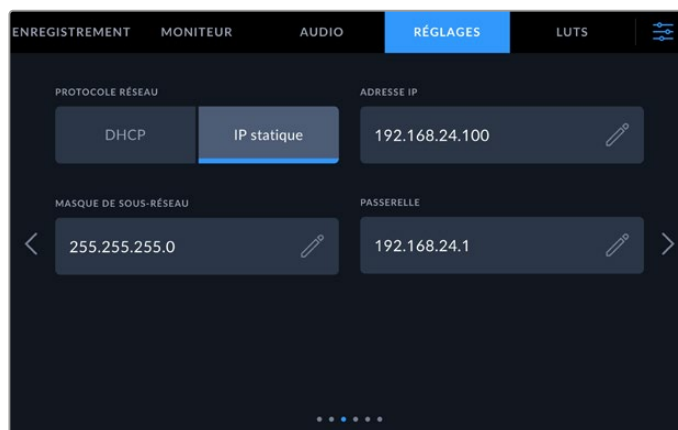 ENREGISTREMENT MONITEUR AUDIO RÉGLAGES LUTS
PROTOCOLE RÉSEAU
DHCP IP statique
ADRESSE IP
192.168.24.100
MASQUE DE SOUS-RÉSEAU
255.255.255.0
PASSERELLE
192.168.24.1